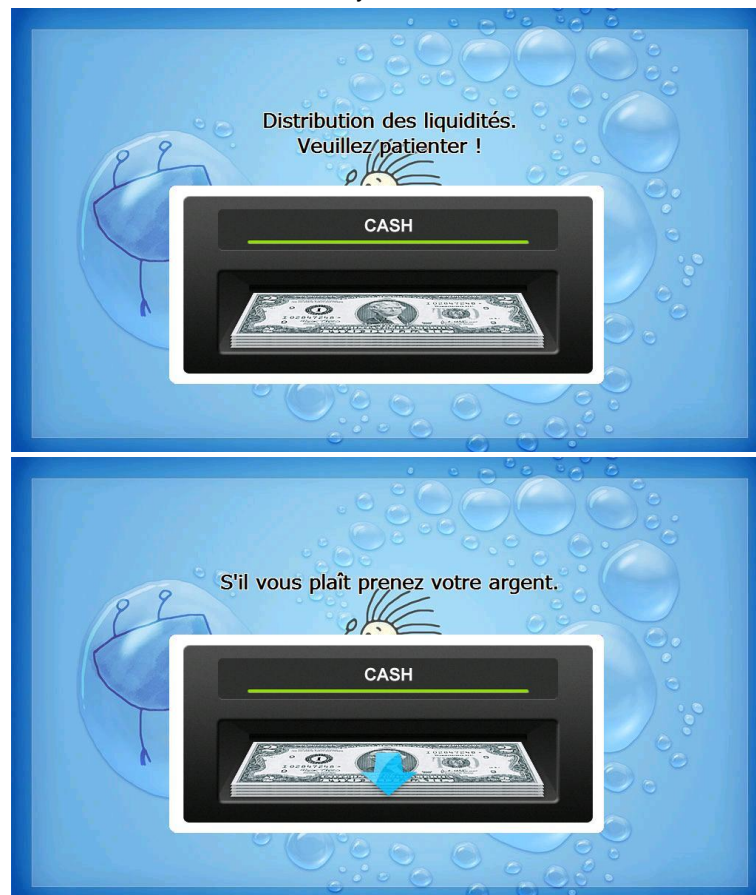 Distribution des liquidités.
Veuillez patienter !
CASH
S'il vous plaît prenez votre argent.
CASH